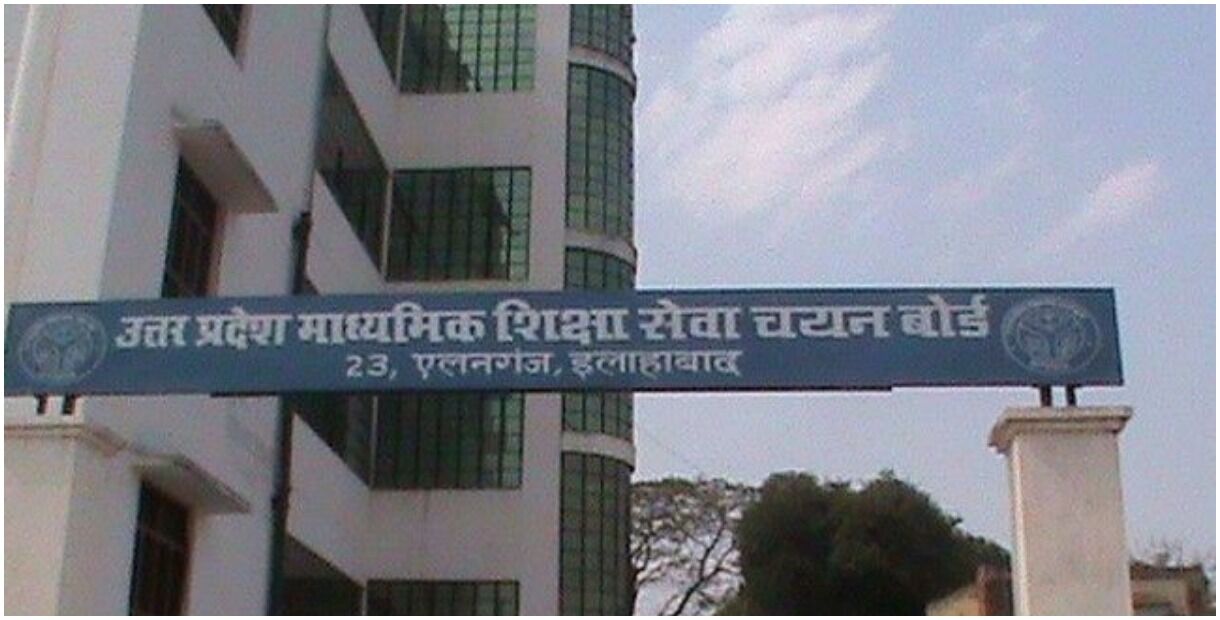 उत्तर प्रदेश माध्यमिक शिक्षा सेवा चयन बोर्ड
23, एलनगंज, इलाहाबाद